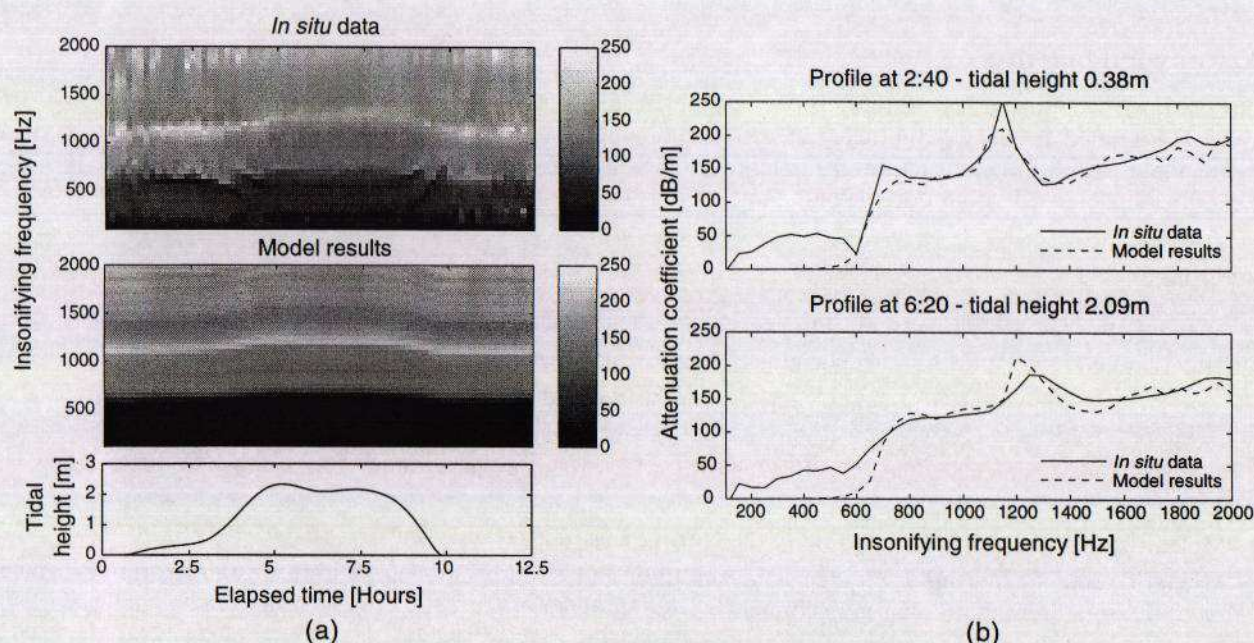 In situ data
Insonifying frequency [Hz]
2000
1500
1000
500
250
200
150
100
50
0
Model results
2000
1500
1000
500
250
200
150
100
50
0
Tidal
height [m]
3
2
1
0
0 2.5 5 7.5 10 12.5
Elapsed time [Hours]
(a)
Profile at 2:40 - tidal height 0.38m
Attenuation coefficient [dB/m]
250
200
150
100
50
0
In situ data
Model results
Profile at 6:20 - tidal height 2.09m
250
200
150
100
50
0
In situ data
Model results
200 400 600 800 1000 1200 1400 1600 1800 2000
Insonifying frequency [Hz]
(b)